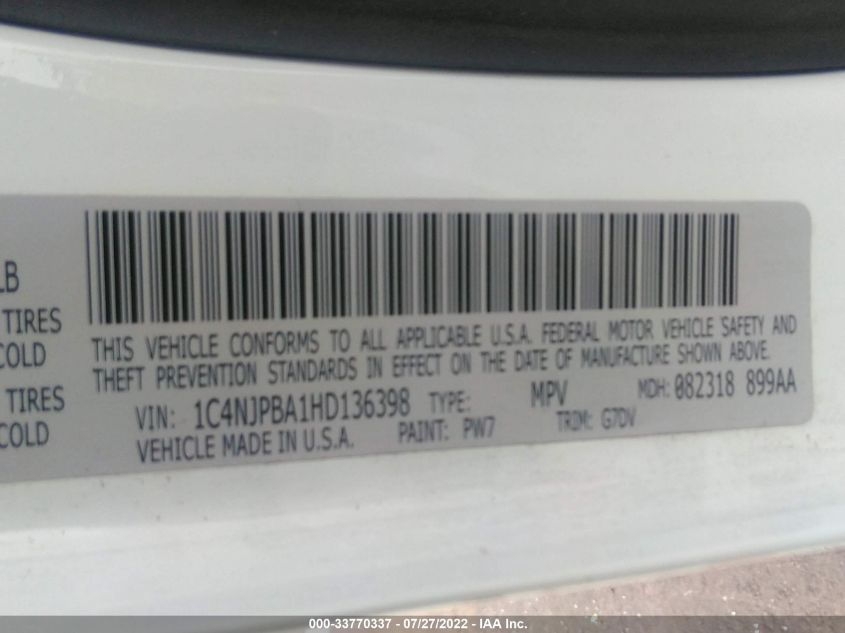 LB
TIRES
COLD
TIRES
COLD
THIS VEHICLE CONFORMS TO ALL APPLICABLE U.S.A. FEDERAL MOTOR VEHICLE SAFETY AND
THEFT PREVENTION STANDARDS IN EFFECT ON THE DATE OF MANUFACTURE SHOWN ABOVE.
VIN: 1C4NJPBA1HD136398 TYPE: MPV MDH: 082318 899AA
VEHICLE MADE IN U.S.A. PAINT: PW7 TRIM: G7DV
000-33770337 - 07/27/2022 - IAA Inc.